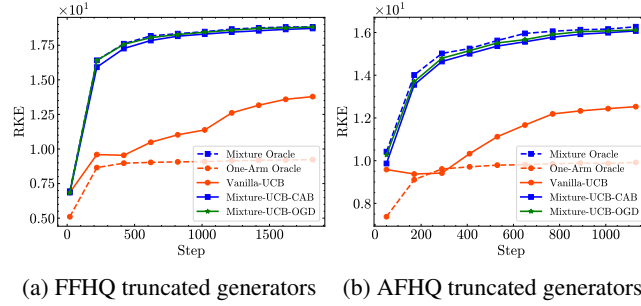 ×10¹
1.75
1.50
1.25
1.00
0.75
0.50
RKE
0
500
1000
1500
Step
Mixture Oracle
One-Arm Oracle
Vanilla-UCB
Mixture-UCB-CAB
Mixture-UCB-OGD
(a) FFHQ truncated generators
×10¹
1.6
1.4
1.2
1.0
0.8
RKE
200
400
600
800
1000
Step
Mixture Oracle
One-Arm Oracle
Vanilla-UCB
Mixture-UCB-CAB
Mixture-UCB-OGD
(b) AFHQ truncated generators